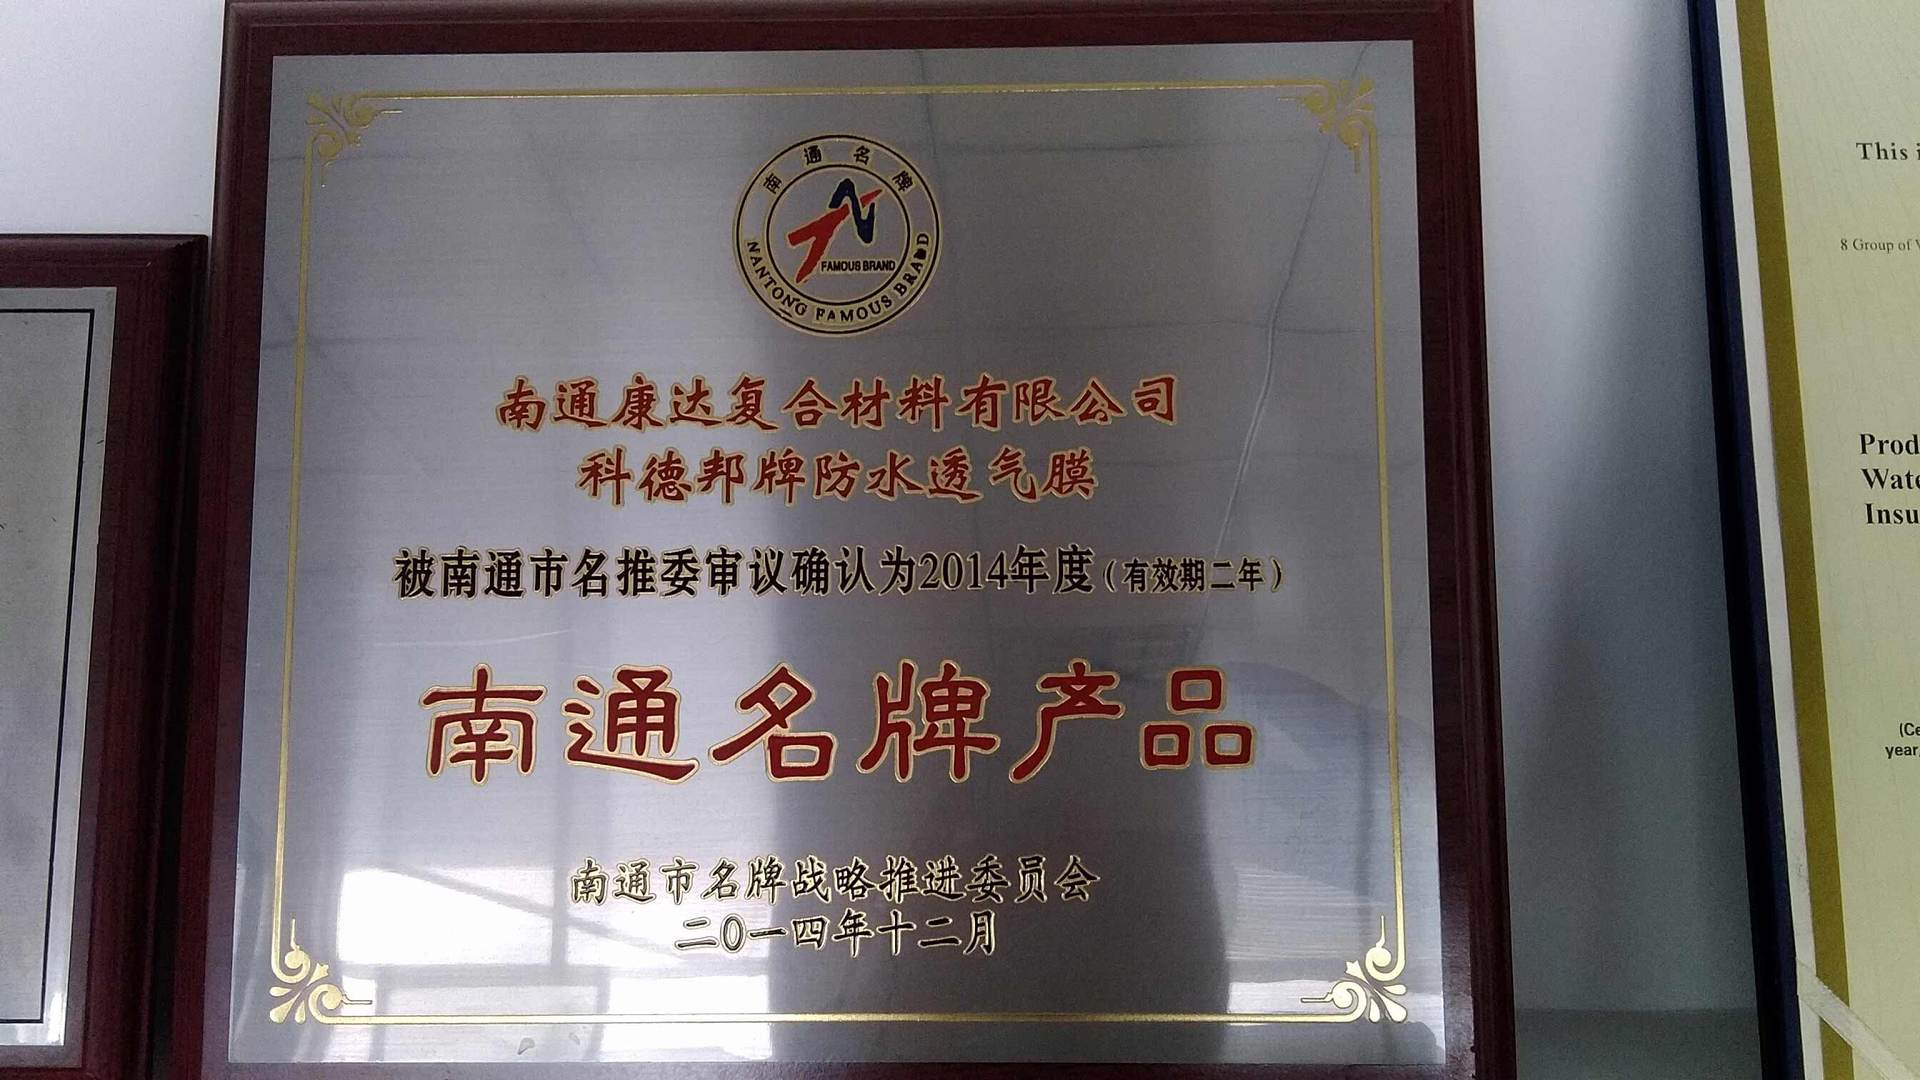 南通名牌
FAMOUS BRAND
NANTONG FAMOUS BRAND
南通康达复合材料有限公司
科德邦牌防水透气膜
被南通市名推委审议确认为2014年度（有效期二年）
南通名牌产品
南通市名牌战略推进委员会
二0一四年十二月
This
8 Group of
Prod
Wate
Insu
(Ce
year,